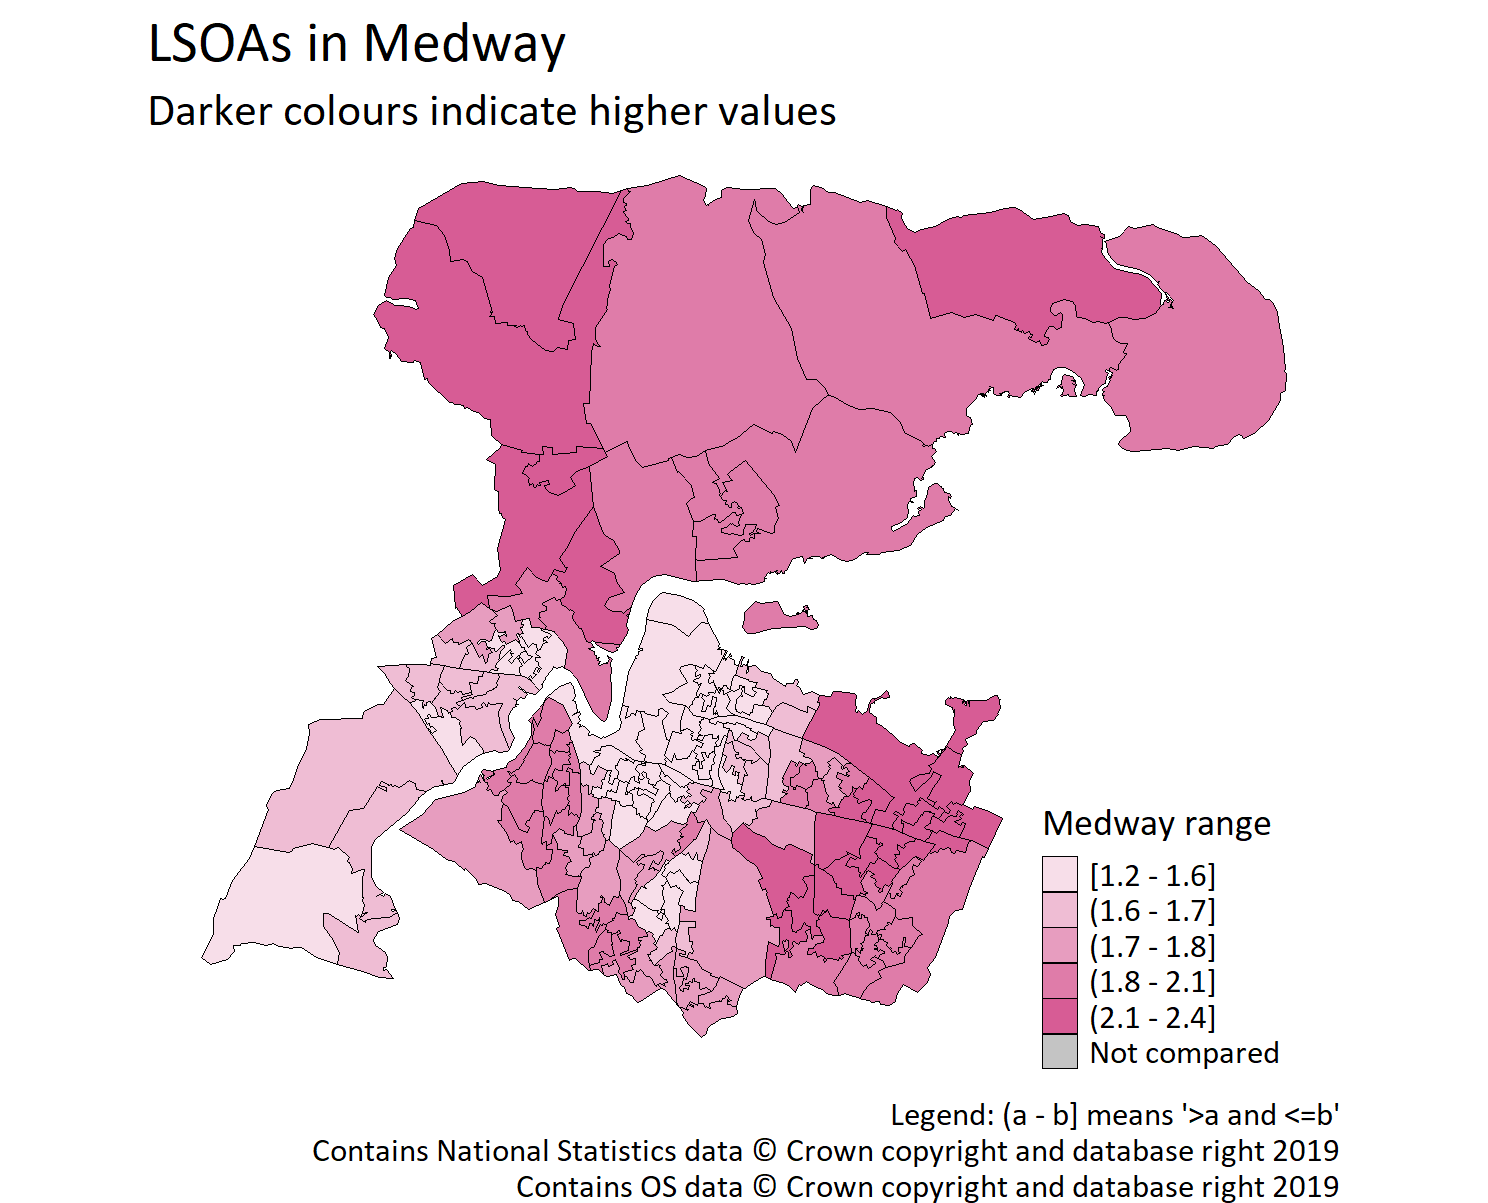 LSOAs in Medway
Darker colours indicate higher values
Medway range
[1.2 - 1.6]
(1.6 - 1.7]
(1.7 - 1.8]
(1.8 - 2.1]
(2.1 - 2.4]
Not compared
Legend: (a - b] means '>a and <=b'
Contains National Statistics data © Crown copyright and database right 2019
Contains OS data © Crown copyright and database right 2019